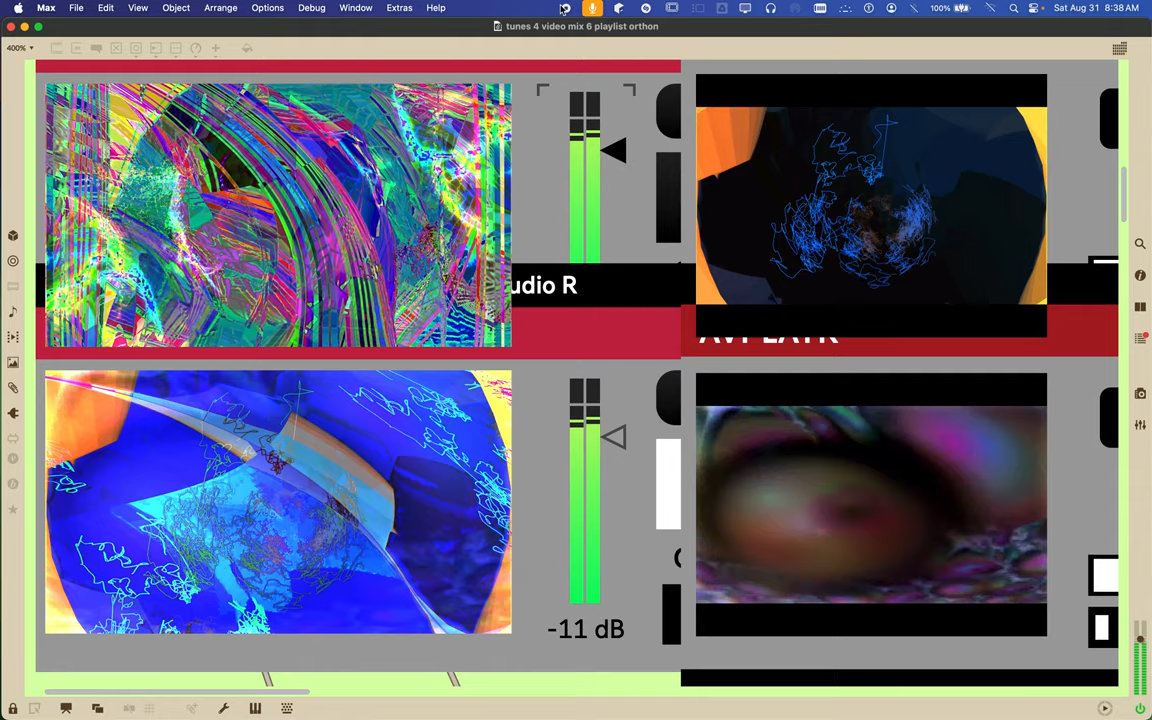 Max File Edit View Object Arrange Options Debug Window Extras Help 100% Sat Aug 31 8:38 AM
tunes 4 video mix 6 playlist orthon
400%
udio R
AVPLAYR
-11 dB